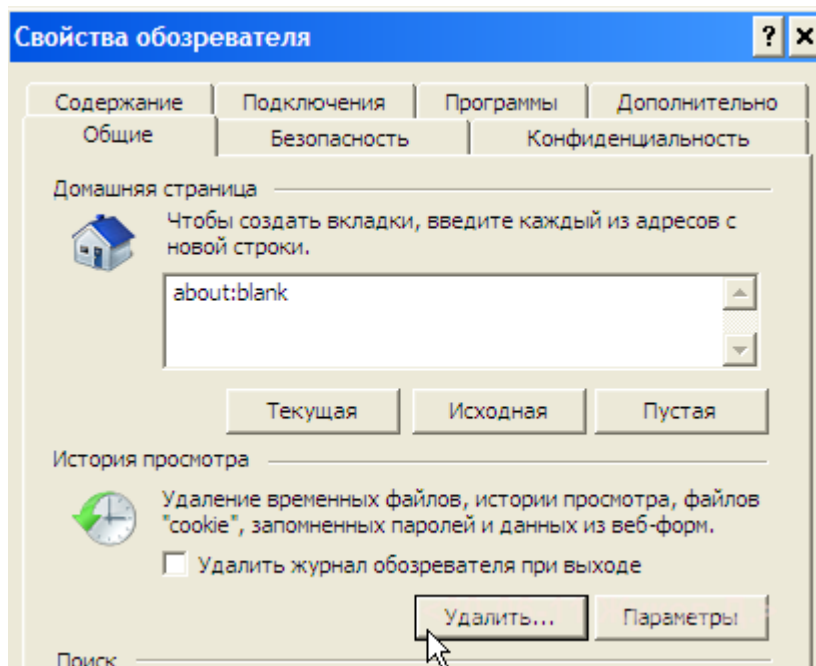 Свойства обозревателя
Содержание Подключения Программы Дополнительно
Общие Безопасность Конфиденциальность
Домашняя страница
Чтобы создать вкладки, введите каждый из адресов с
новой строки.
about:blank
Текущая Исходная Пустая
История просмотра
Удаление временных файлов, истории просмотра, файлов
"cookie", запомненных паролей и данных из веб-форм.
Удалить журнал обозревателя при выходе
Удалить... Параметры
Поиск